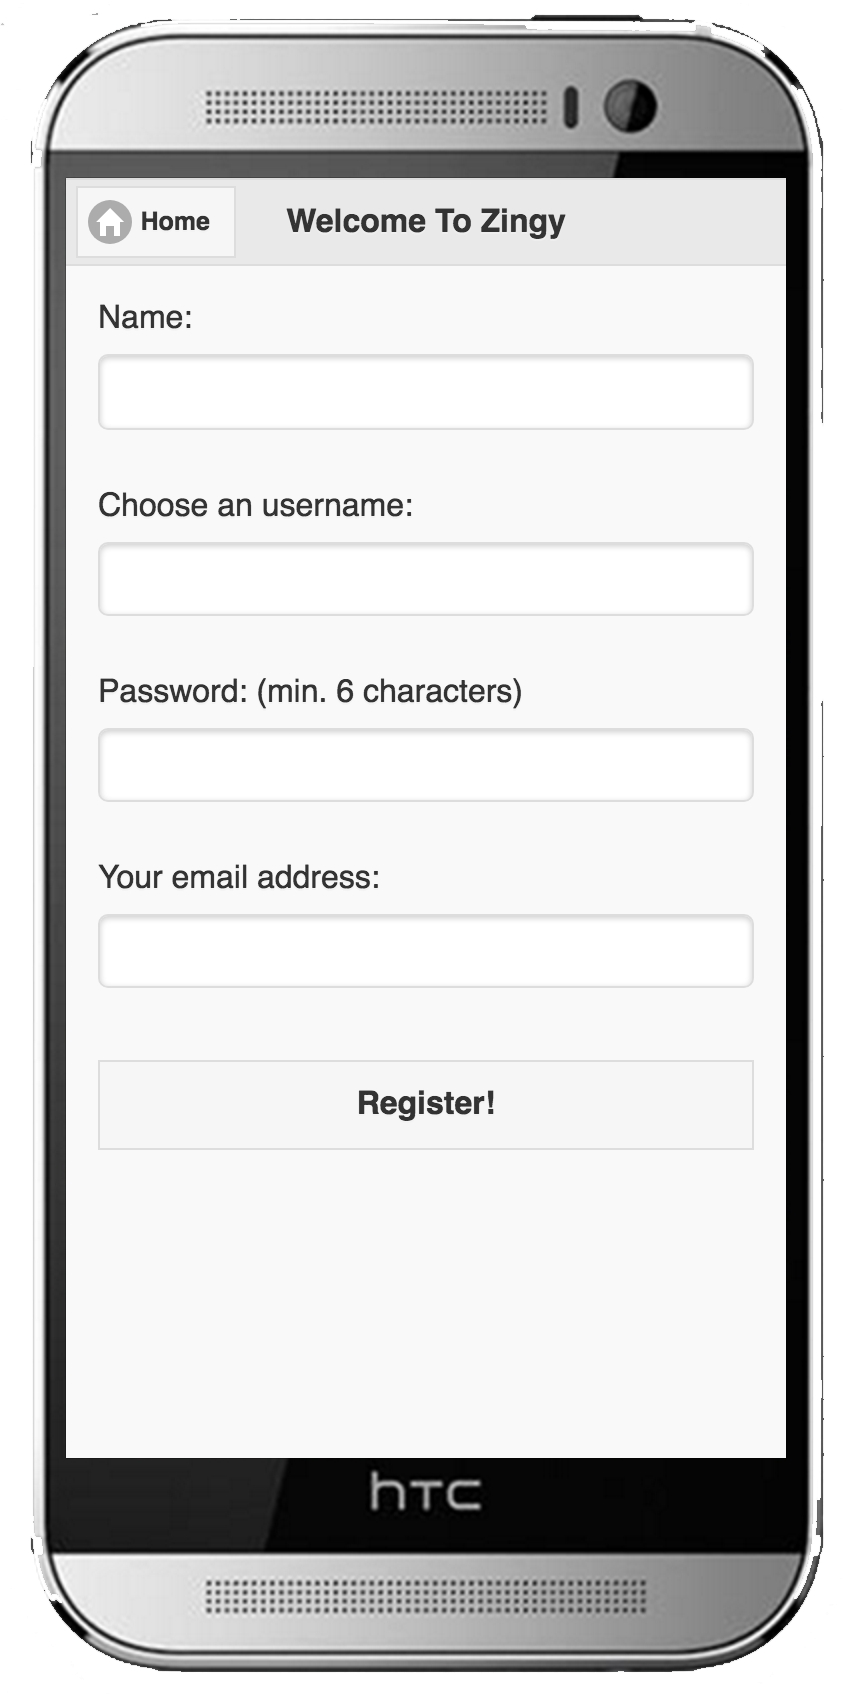 Home
Welcome To Zingy
Name:
Choose an username:
Password: (min. 6 characters)
Your email address:
Register!
hTC